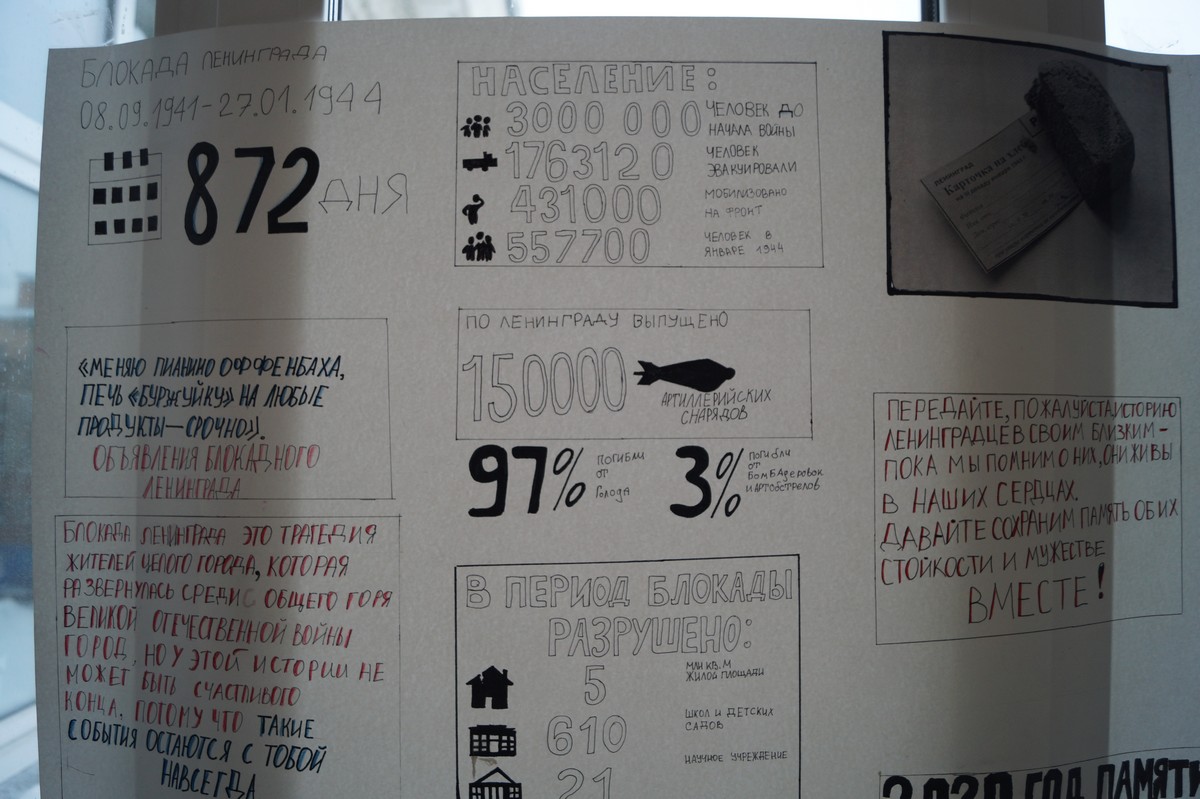 БЛОКАДА ЛЕНИНГРАДА
08.09.1941-27.01.1944
872 ДНЯ
«МЕНЯЮ ПИАНИНО ОФФЕНБАХА,
ПЕЧЬ «БУРЖУЙКУ» НА ЛЮБЫЕ
ПРОДУКТЫ—СРОЧНО».
ОБЪЯВЛЕНИЯ БЛОКАДНОГО
ЛЕНИНГРАДА
БЛОКАДА ЛЕНИНГРАДА ЭТО ТРАГЕДИЯ
ЖИТЕЛЕЙ ЦЕЛОГО ГОРОДА, КОТОРАЯ
РАЗВЕРНУЛАСЬ СРЕДИ С ОБЩЕГО ГОРЯ
ВЕЛИКОЙ ОТЕЧЕСТВЕННОЙ ВОЙНЫ
ГОРОД, НО У ЭТОЙ ИСТОРИИ НЕ
МОЖЕТ БЫТЬ СЧАСТЛИВОГО
КОНЦА, ПОТОМУ ЧТО ТАКИЕ
СОБЫТИЯ ОСТАЮТСЯ С ТОБОЙ
НАВСЕГДА
НАСЕЛЕНИЕ:
3000 000 ЧЕЛОВЕК ДО
НАЧАЛА ВОЙНЫ
1763120 ЧЕЛОВЕК
ЭВАКУИРОВАЛИ
431000 МОБИЛИЗОВАНО
НА ФРОНТ
557700 ЧЕЛОВЕК В
ЯНВАРЕ 1944
ПО ЛЕНИНГРАДУ ВЫПУЩЕНО
150000
АРТИЛЛЕРИЙСКИХ
СНАРЯДОВ
97% ПОГИБЛИ
ОТ
ГОЛОДА
3% ПОГИБЛИ
ОТ
БОМБАДЕРОВОК
И АРТОБСТРЕЛОВ
В ПЕРИОД БЛОКАДЫ
РАЗРУШЕНО:
5 МЛН КВ. М
ЖИЛОЙ ПЛОЩАДИ
610 ШКОЛ И ДЕТСКИХ
САДОВ
21 НАУЧНОЕ УЧРЕЖДЕНИЕ
ЛЕНИНГРАД
Карточка на хлеб
ПЕРЕДАЙТЕ, ПОЖАЛУРСТА ИСТОРИЮ
ЛЕНИНГРАДЦЕВ СВОИМ БЛИЗКИМ –
ПОКА МЫ ПОМНИМ О НИХ, ОНИ ЖИВЫ
В НАШИХ СЕРДЦАХ.
ДАВАЙТЕ СОХРАНИМ ПАМЯТЬ ОБ ИХ
СТОЙКОСТИ И МУЖЕСТВЕ
ВМЕСТЕ!
2020 ГОД ПАМЯТИ